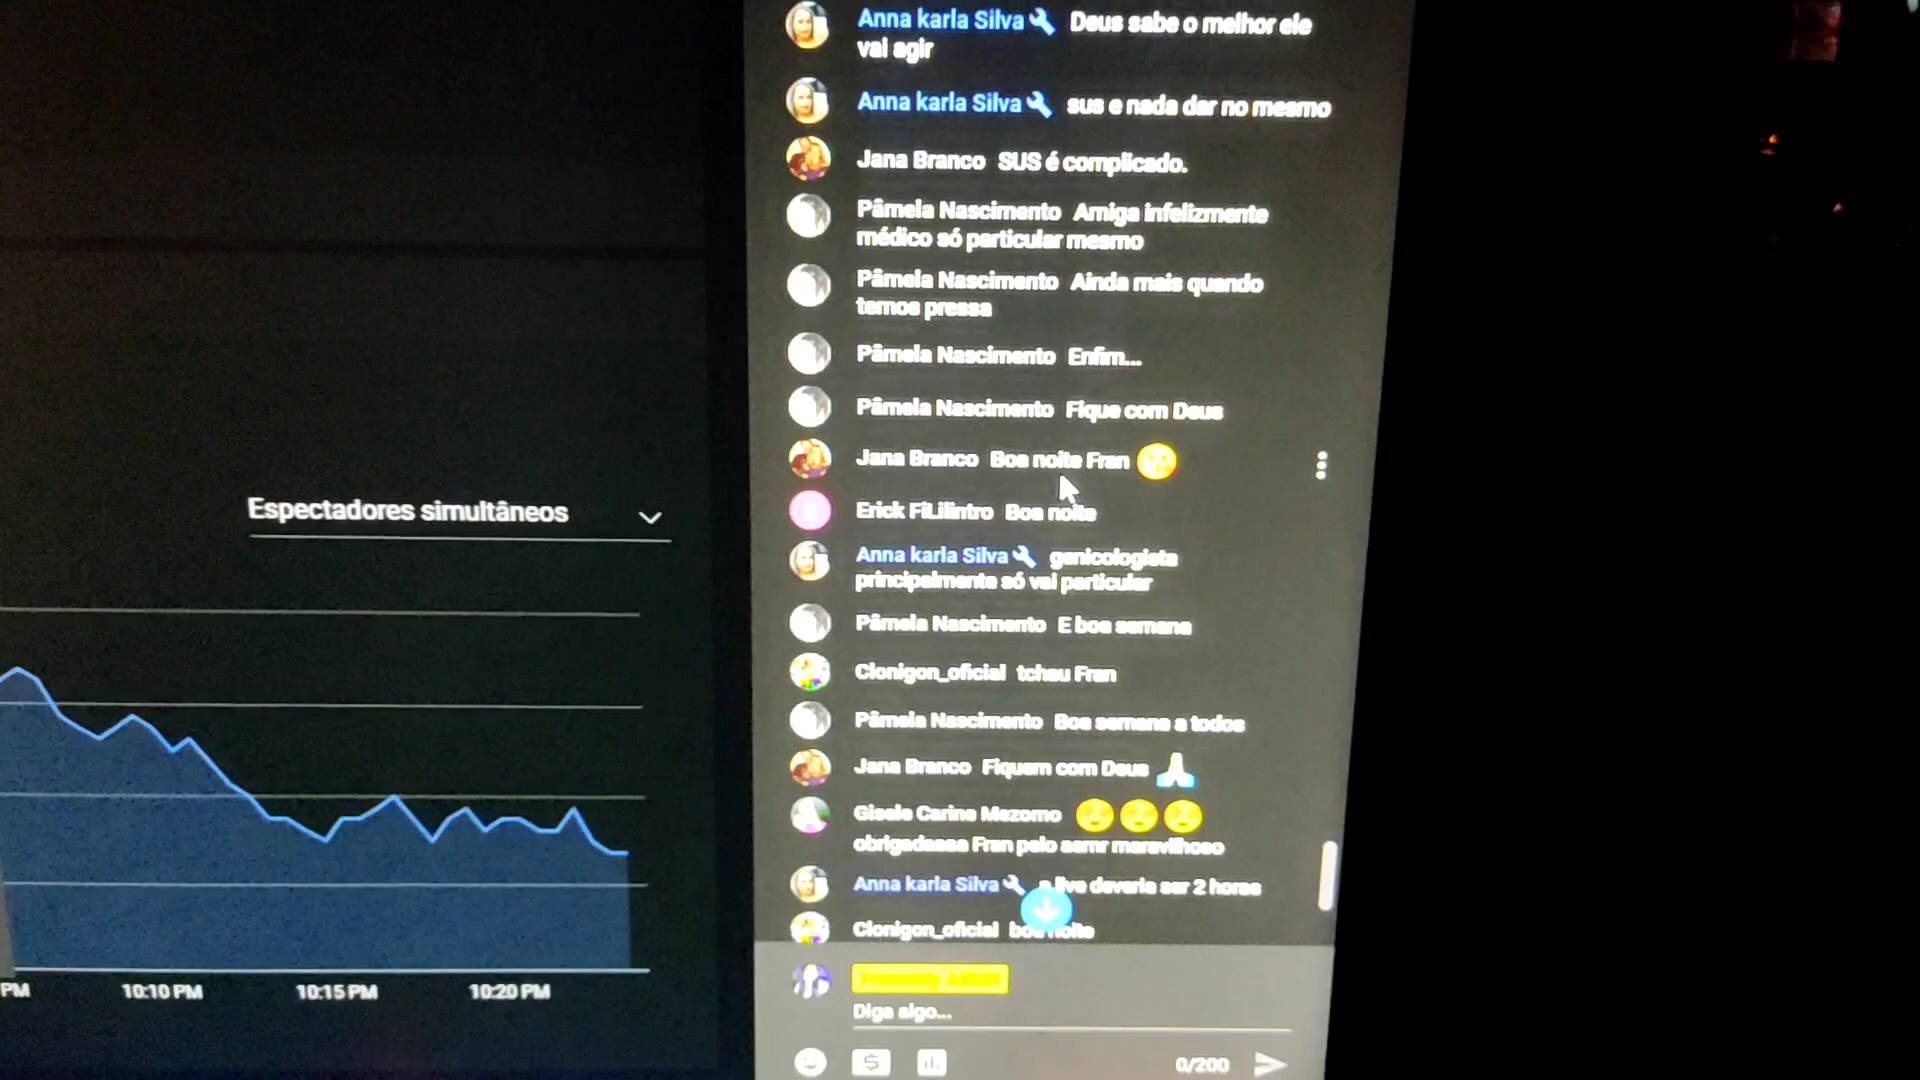 Anna karla Silva Deus sabe o melhor ele
vai agir
Anna karla Silva sus e nada dar no mesmo
Jana Branco SUS é complicado.
Pâmela Nascimento Amiga infelizmente
médico só particular mesmo
Pâmela Nascimento Ainda mais quando
temos pressa
Pâmela Nascimento Enfim...
Pâmela Nascimento Fique com Deus
Jana Branco Boa noite Fran
Erick FiLilintro Boa noite
Anna karla Silva ganicologista
principalmente só vai particular
Pâmela Nascimento E boa semana
Clonigon_oficial tchau Fran
Pâmela Nascimento Boa semana a todos
Jana Branco Fiquem com Deus
Gisele Carine Mezomo
obrigadassa Fran pelo asmr maravilhoso
Anna karla Silva a live deveria ser 2 horas
Clonigon_oficial boa noite
Diga algo...
0/200
Espectadores simultâneos
PM
10:10 PM
10:15 PM
10:20 PM